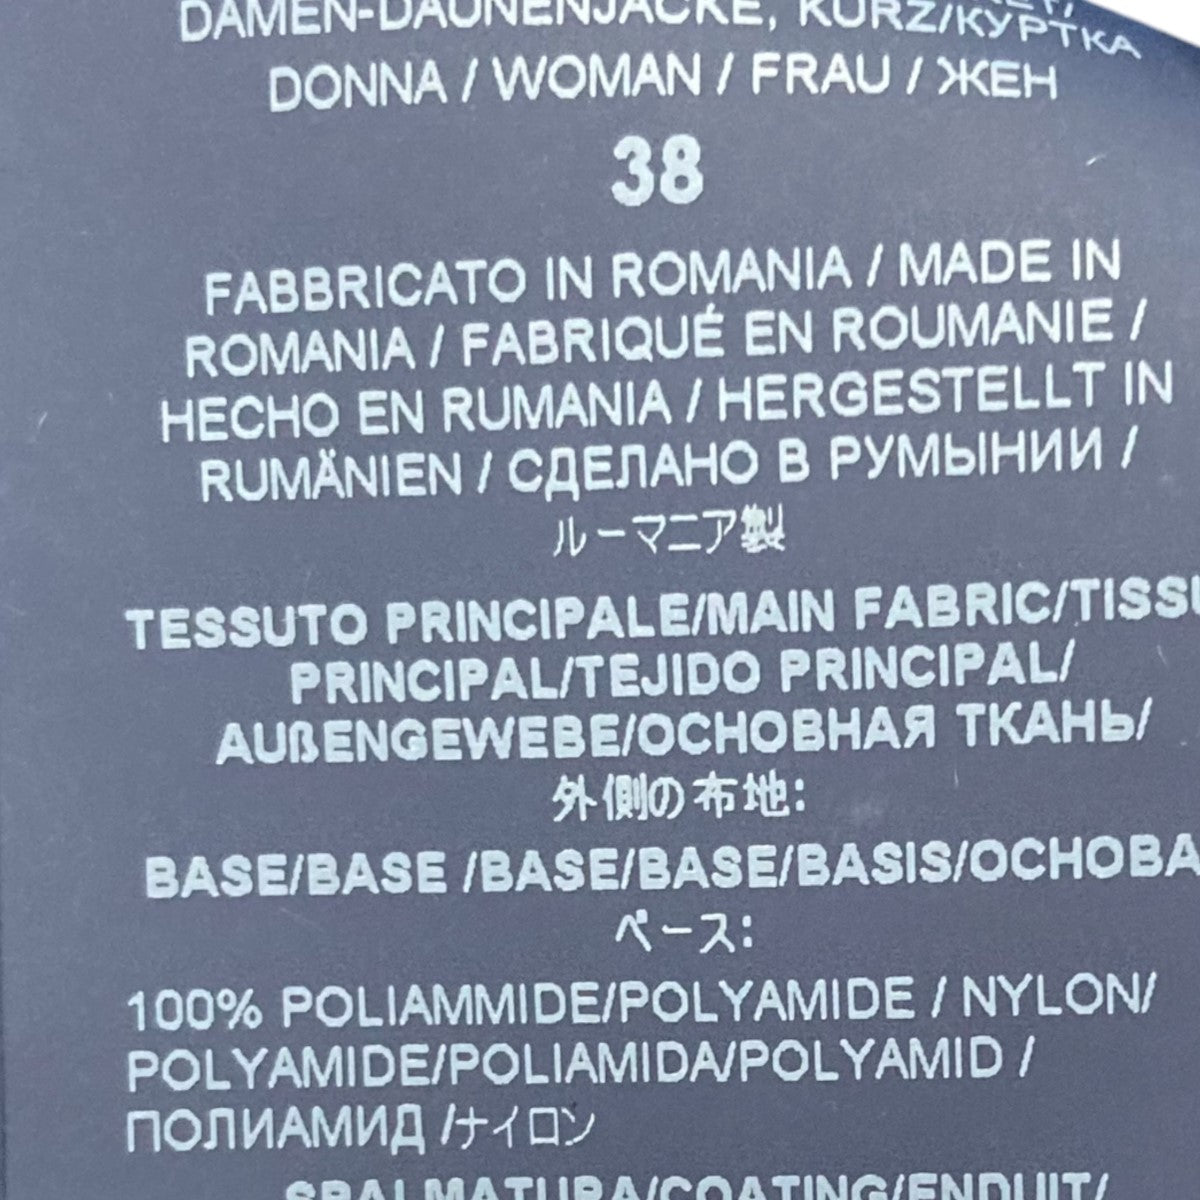 DAMEN-DAUNENJACKE, KURZ/КУРТКА
DONNA / WOMAN / FRAU / ЖЕН
38
FABBRICATO IN ROMANIA / MADE IN
ROMANIA / FABRIQUÉ EN ROUMANIE /
HECHO EN RUMANIA / HERGESTELLT IN
RUMÄNIEN / СДЕЛАНО В РУМЫНИИ /
ルーマニア製
TESSUTO PRINCIPALE/MAIN FABRIC/TISSU
PRINCIPAL/TEJIDO PRINCIPAL/
AUßENGEWEBE/ОСНОВНАЯ ТКАНЬ/
外側の布地:
BASE/BASE /BASE/BASE/BASIS/ОСНОВА
ベース:
100% POLIAMMIDE/POLYAMIDE / NYLON/
POLYAMIDE/POLIAMIDA/POLYAMID /
ПОЛИАМИД /ナイロン
SPALMATURA/COATING/ENDUIT/